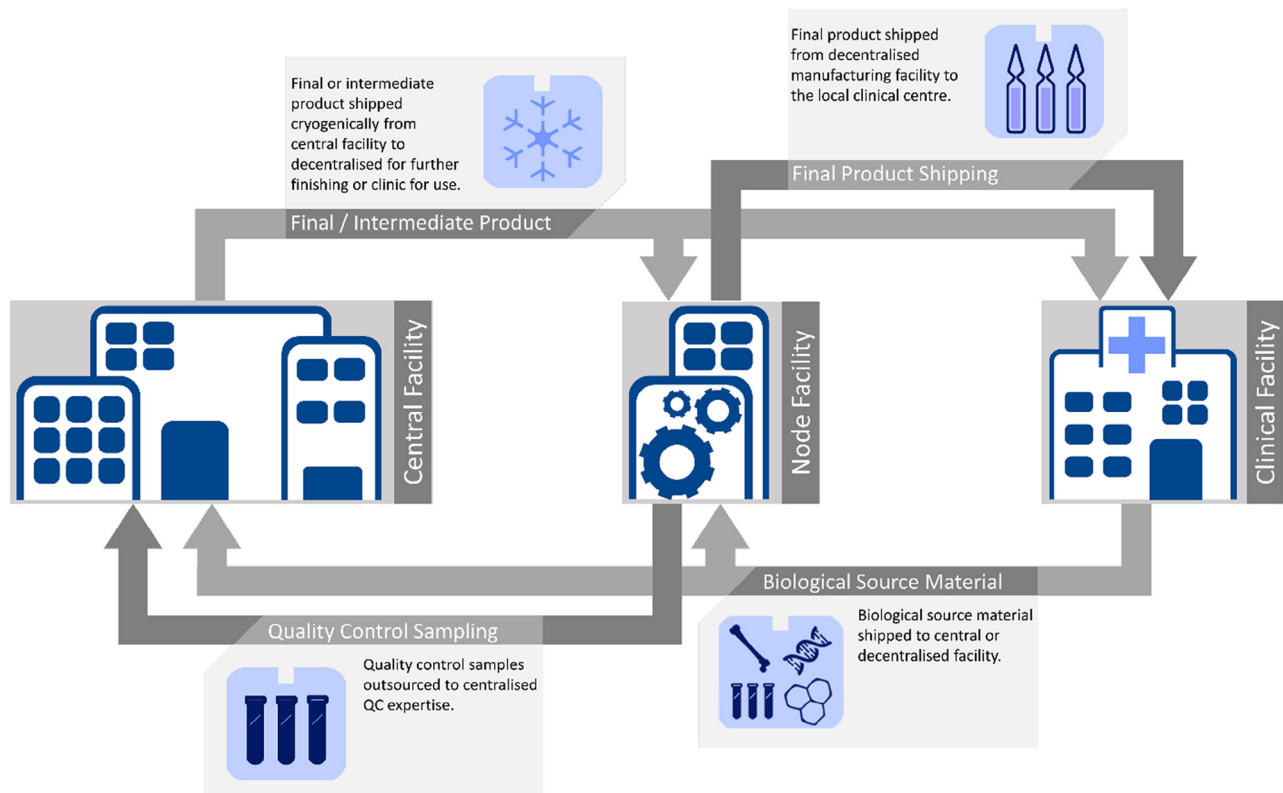 Final product shipped
from decentralised
manufacturing facility to
the local clinical centre.
Final or intermediate
product shipped
cryogenically from
central facility to
decentralised for further
finishing or clinic for use.
Final Product Shipping
Final / Intermediate Product
Central Facility
Node Facility
Clinical Facility
Biological Source Material
Biological source material
shipped to central or
decentralised facility.
Quality Control Sampling
Quality control samples
outsourced to centralised
QC expertise.